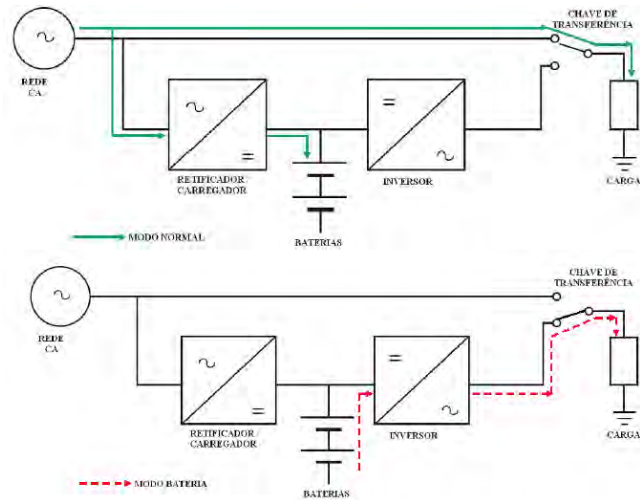 CHAVE DE
TRANSFERÊNCIA
REDE
CA
RETIFICADOR
CARREGADOR
INVERSOR
BATERIAS
CARGA
MODO NORMAL
CHAVE DE
TRANSFERÊNCIA
REDE
CA
RETIFICADOR
CARREGADOR
INVERSOR
BATERIAS
CARGA
MODO BATERIA